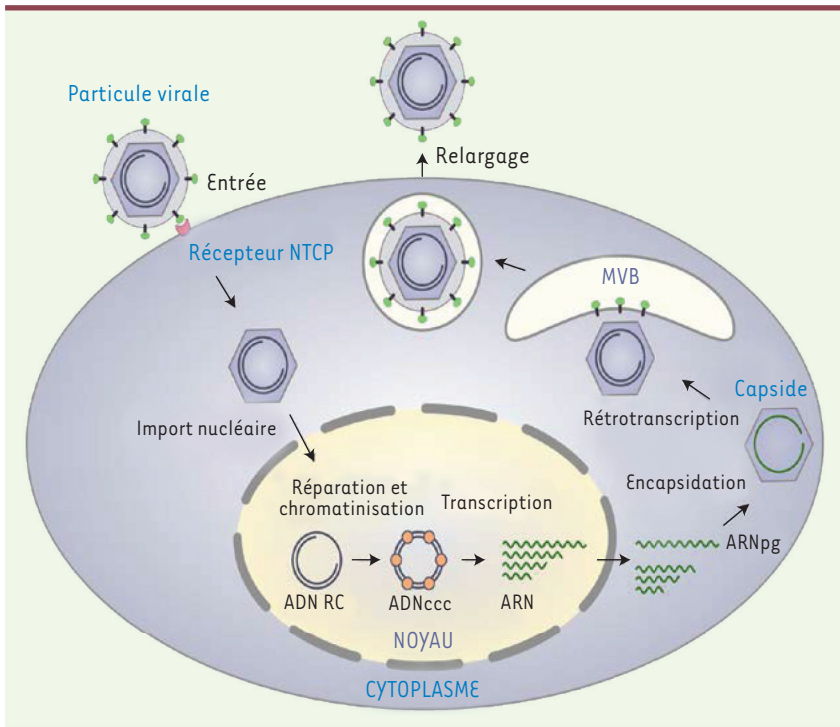 Particule virale
Entrée
Relargage
Récepteur NTCP
MVB
Capside
Rétrotranscription
Import nucléaire
Encapsidation
Réparation et
chromatinisation
Transcription
ARNpg
ADN RC
ADNccc
ARN
NOYAU
CYTOPLASME